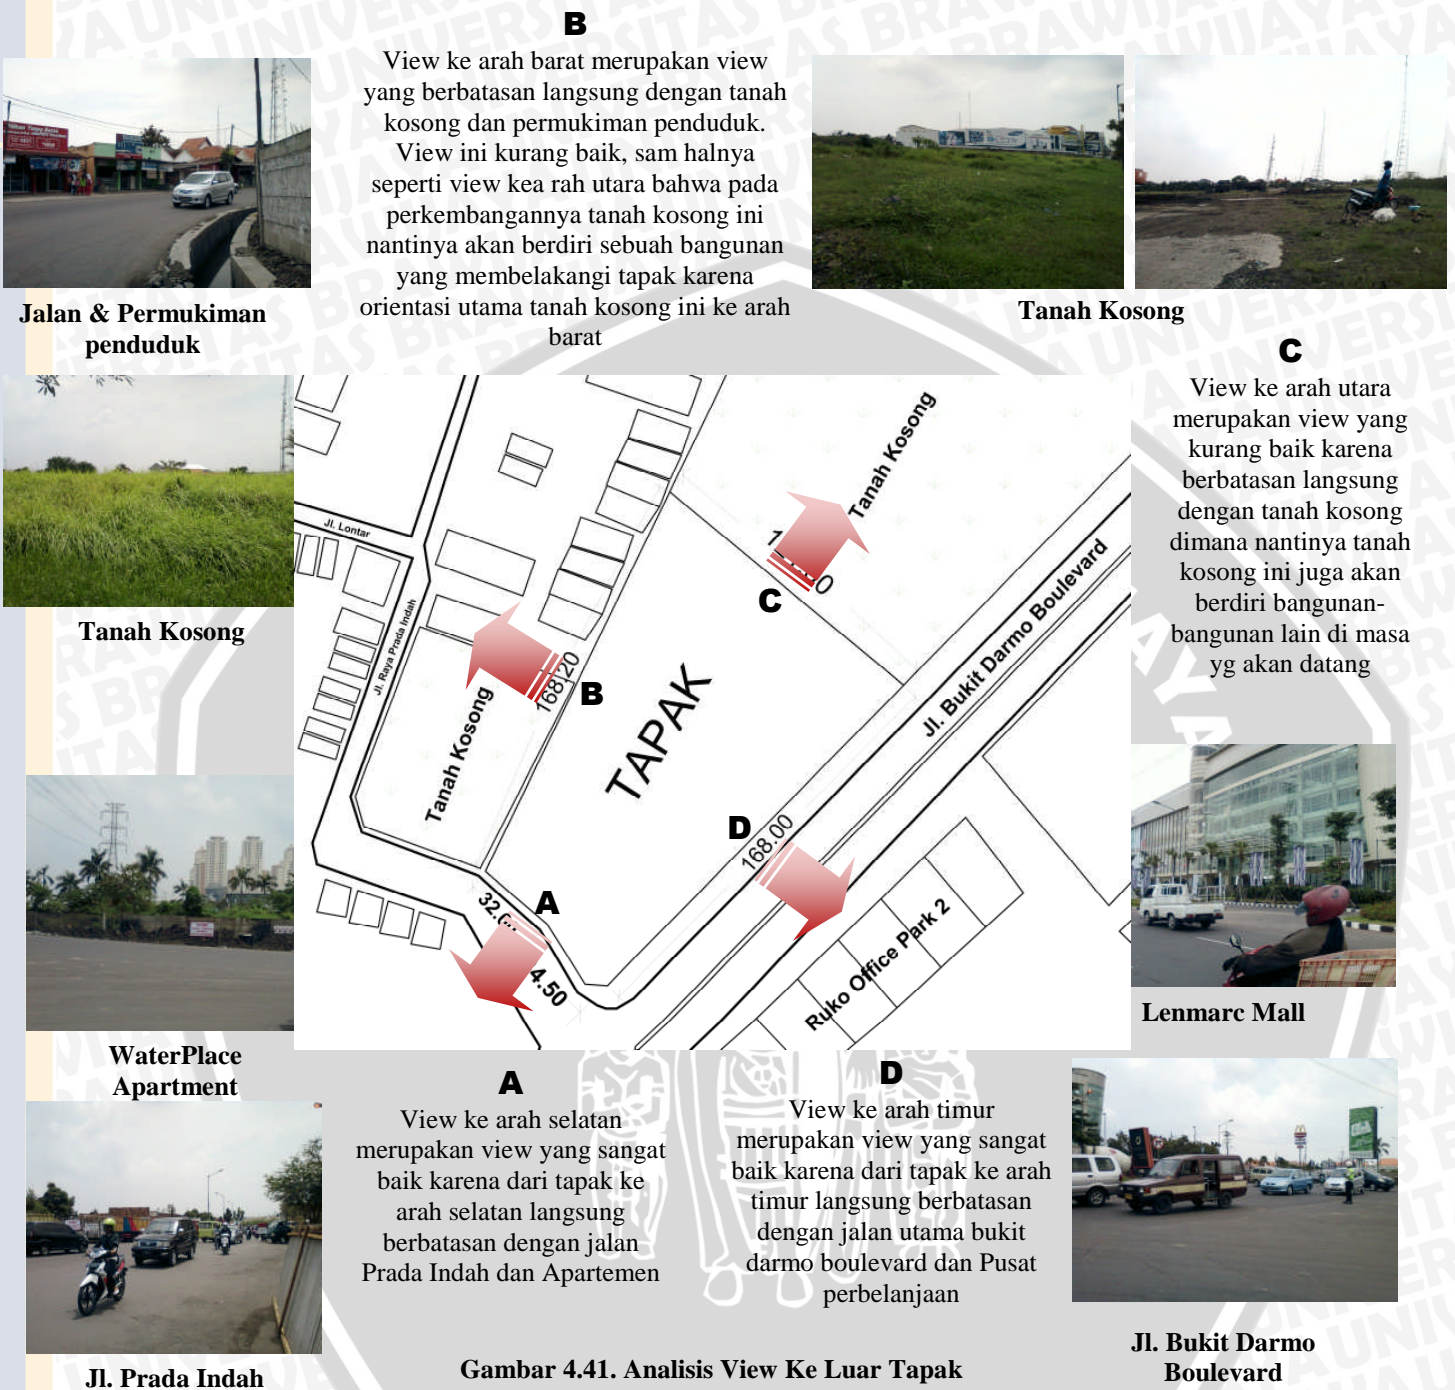 B
View ke arah barat merupakan view
yang berbatasan langsung dengan tanah
kosong dan permukiman penduduk.
View ini kurang baik, sam halnya
seperti view kea rah utara bahwa pada
perkembangannya tanah kosong ini
nantinya akan berdiri sebuah bangunan
yang membelakangi tapak karena
orientasi utama tanah kosong ini ke arah
barat
Jalan & Permukiman
penduduk
Tanah Kosong
C
View ke arah utara
merupakan view yang
kurang baik karena
berbatasan langsung
dengan tanah kosong
dimana nantinya tanah
kosong ini juga akan
berdiri bangunan-
bangunan lain di masa
yg akan datang
Tanah Kosong
Jl. Lontar
Jl. Raya Prada Indah
Tanah Kosong
Tanah Kosong
C
B
168.20
TAPAK
Jl. Bukit Darmo Boulevard
D
168.00
A
4.50
Ruko Office Park 2
Lenmarc Mall
WaterPlace
Apartment
A
View ke arah selatan
merupakan view yang sangat
baik karena dari tapak ke
arah selatan langsung
berbatasan dengan jalan
Prada Indah dan Apartemen
D
View ke arah timur
merupakan view yang sangat
baik karena dari tapak ke arah
timur langsung berbatasan
dengan jalan utama bukit
darmo boulevard dan Pusat
perbelanjaan
Jl. Prada Indah
Jl. Bukit Darmo
Boulevard
Gambar 4.41. Analisis View Ke Luar Tapak